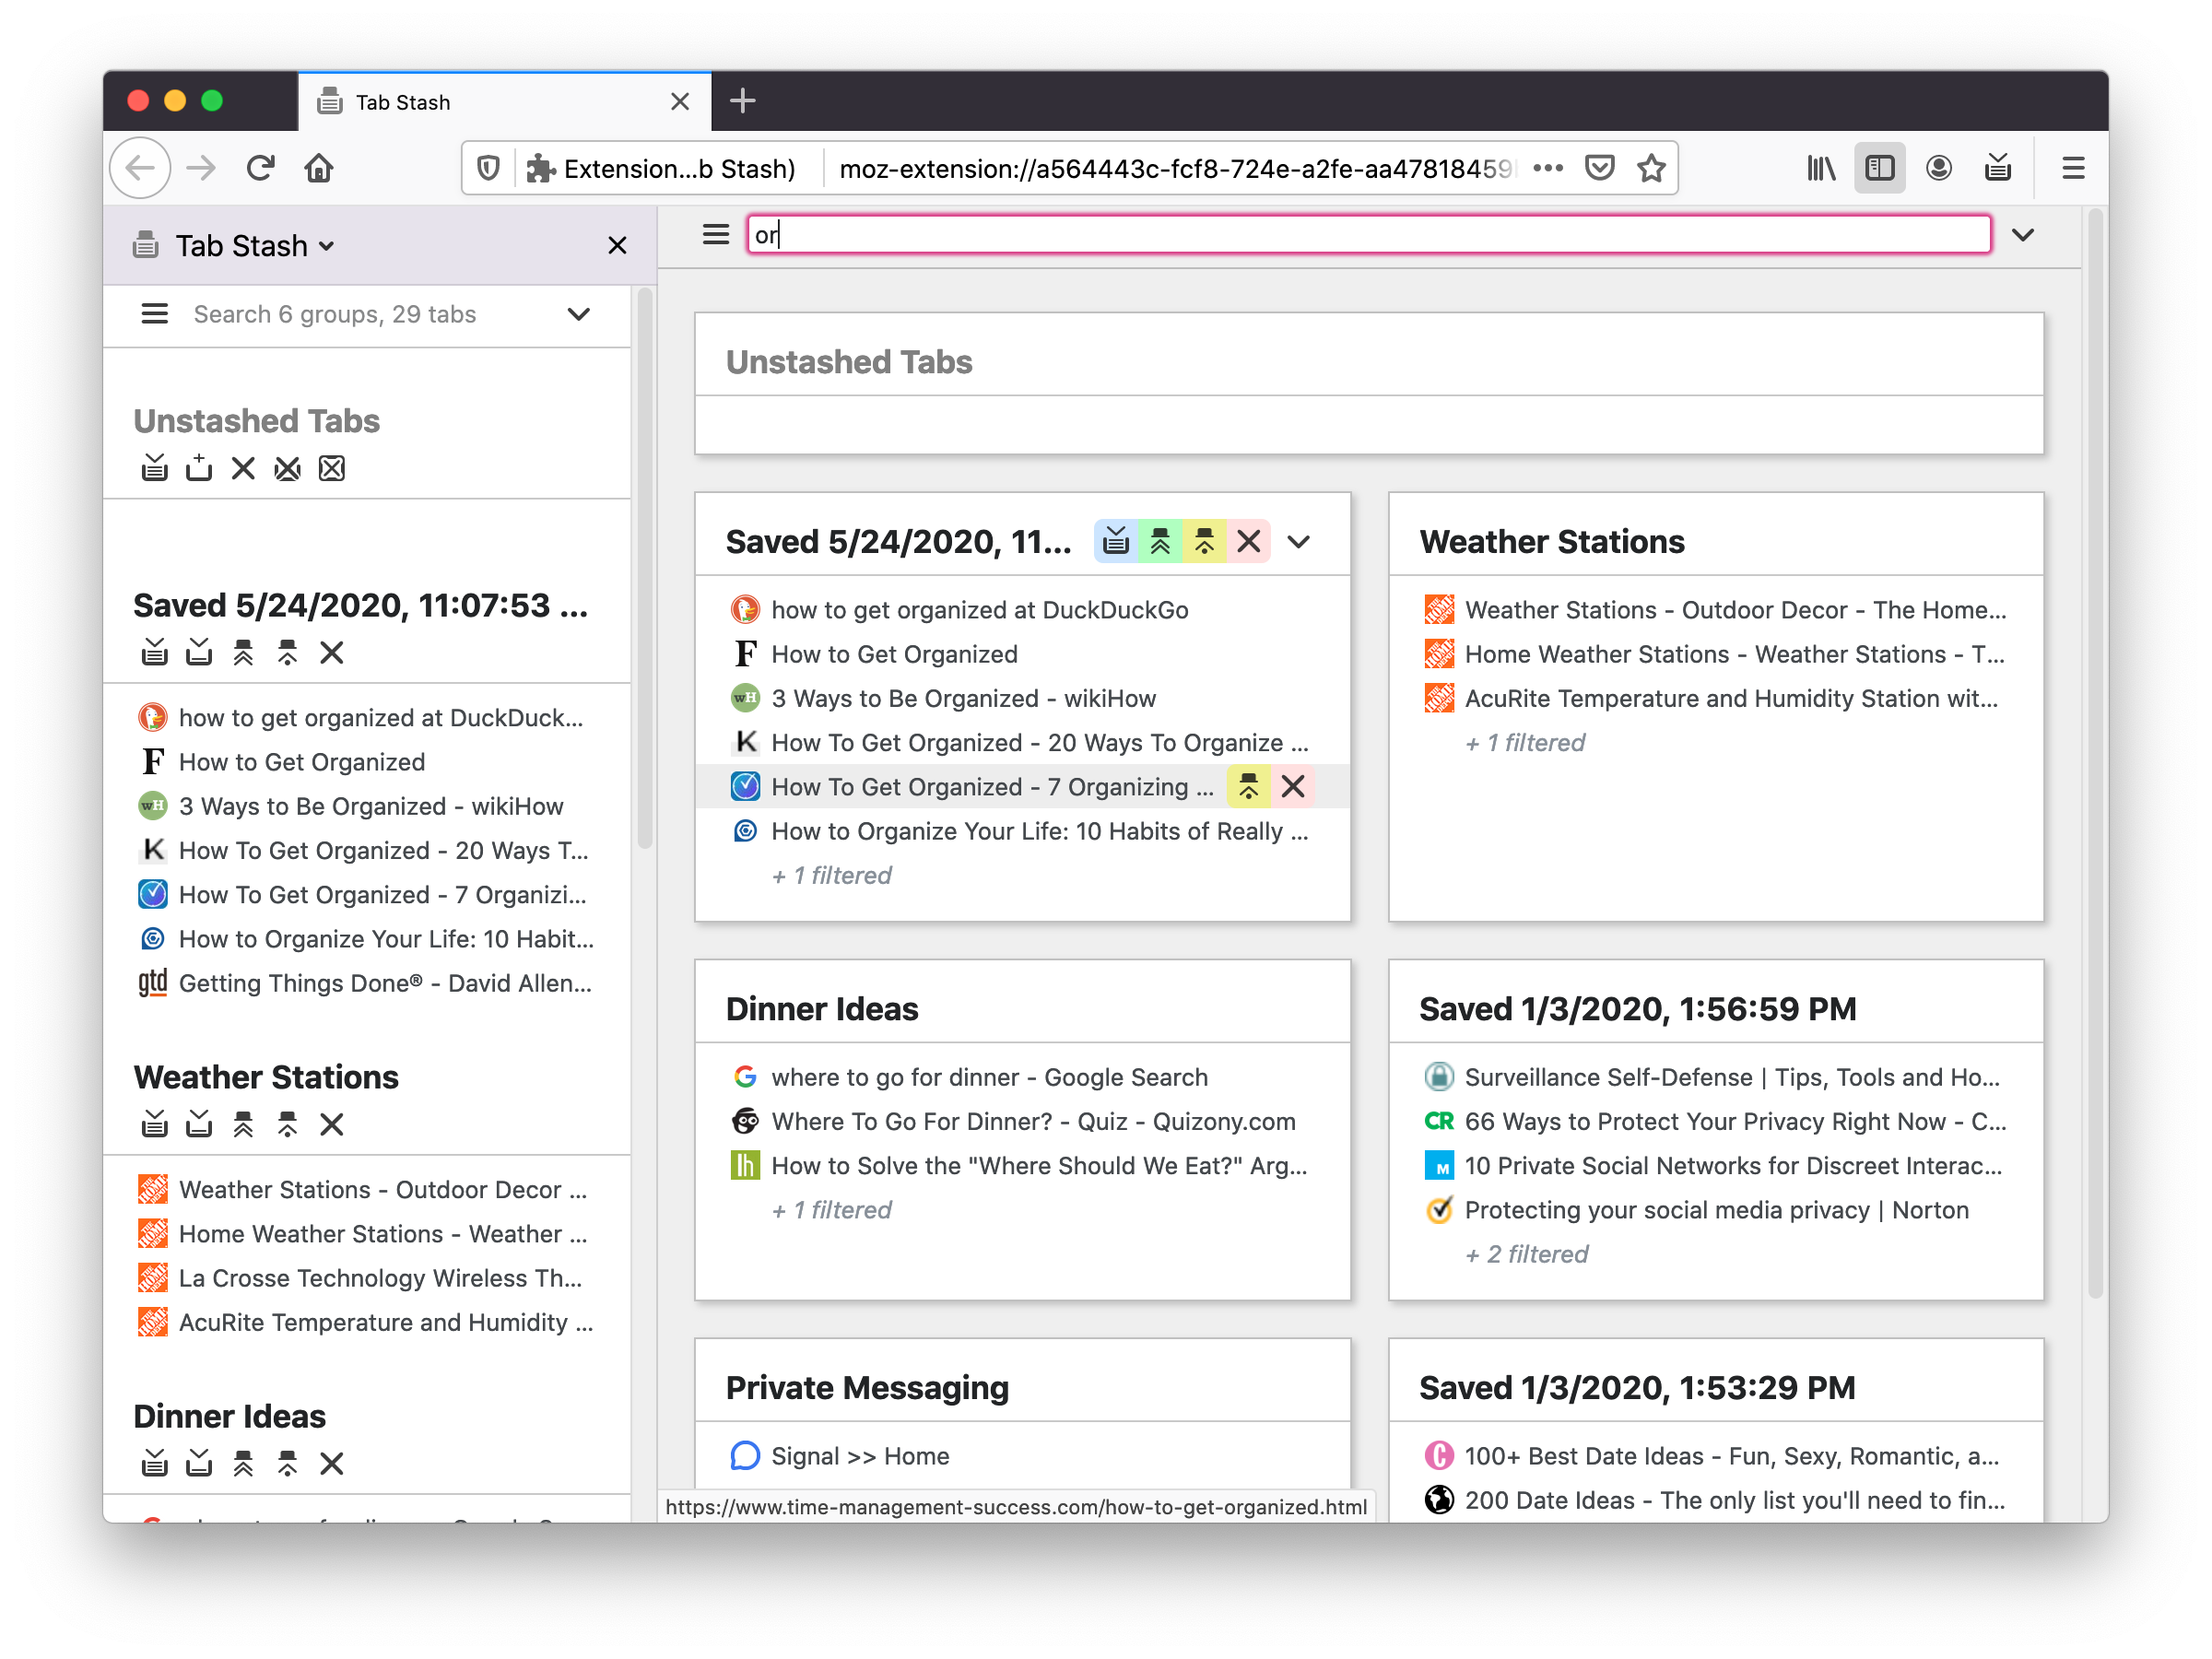 Tab Stash
Extension...b Stash)
moz-extension://a564443c-fcf8-724e-a2fe-aa47818459
Tab Stash
Search 6 groups, 29 tabs
Unstashed Tabs
Saved 5/24/2020, 11:07:53 ...
how to get organized at DuckDuck...
F How to Get Organized
wH 3 Ways to Be Organized - wikiHow
K How To Get Organized - 20 Ways T...
How To Get Organized - 7 Organizi...
How to Organize Your Life: 10 Habit...
gtd Getting Things Done® - David Allen...
Weather Stations
Weather Stations - Outdoor Decor ...
Home Weather Stations - Weather ...
La Crosse Technology Wireless Th...
AcuRite Temperature and Humidity ...
Dinner Ideas
or
Unstashed Tabs
Saved 5/24/2020, 11...
how to get organized at DuckDuckGo
F How to Get Organized
wH 3 Ways to Be Organized - wikiHow
K How To Get Organized - 20 Ways To Organize ...
How To Get Organized - 7 Organizing ...
How to Organize Your Life: 10 Habits of Really ...
+ 1 filtered
Weather Stations
Weather Stations - Outdoor Decor - The Home...
Home Weather Stations - Weather Stations - T...
AcuRite Temperature and Humidity Station wit...
+ 1 filtered
Dinner Ideas
where to go for dinner - Google Search
Where To Go For Dinner? - Quiz - Quizony.com
lh How to Solve the "Where Should We Eat?" Arg...
+ 1 filtered
Saved 1/3/2020, 1:56:59 PM
Surveillance Self-Defense | Tips, Tools and Ho...
CR 66 Ways to Protect Your Privacy Right Now - C...
M 10 Private Social Networks for Discreet Interac...
Protecting your social media privacy | Norton
+ 2 filtered
Private Messaging
Signal >> Home
Saved 1/3/2020, 1:53:29 PM
C 100+ Best Date Ideas - Fun, Sexy, Romantic, a...
200 Date Ideas - The only list you'll need to fin...
https://www.time-management-success.com/how-to-get-organized.html